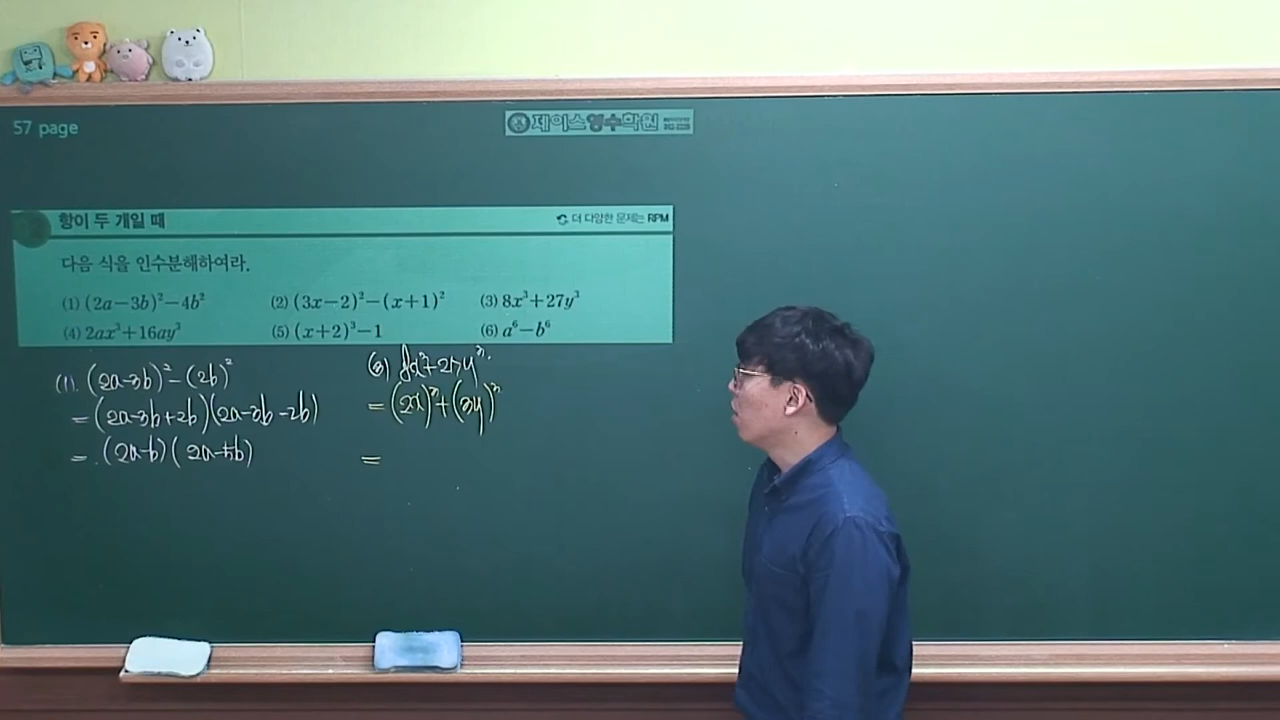 57 page
제이스영수학원
항이 두 개일 때
더 다양한 문제는 RPM
다음 식을 인수분해하여라.
(1) (2a-3b)²-4b² (2) (3x-2)²-(x+1)² (3) 8x³+27y³
(4) 2ax³+16ay³ (5) (x+2)³-1 (6) a⁶-b⁶
(1). (2a-3b)²-(2b)²
=(2a-3b+2b)(2a-3b-2b)
=(2a-b)(2a-5b)
(3) 8x³+27y³.
=(2x)³+(3y)³
=